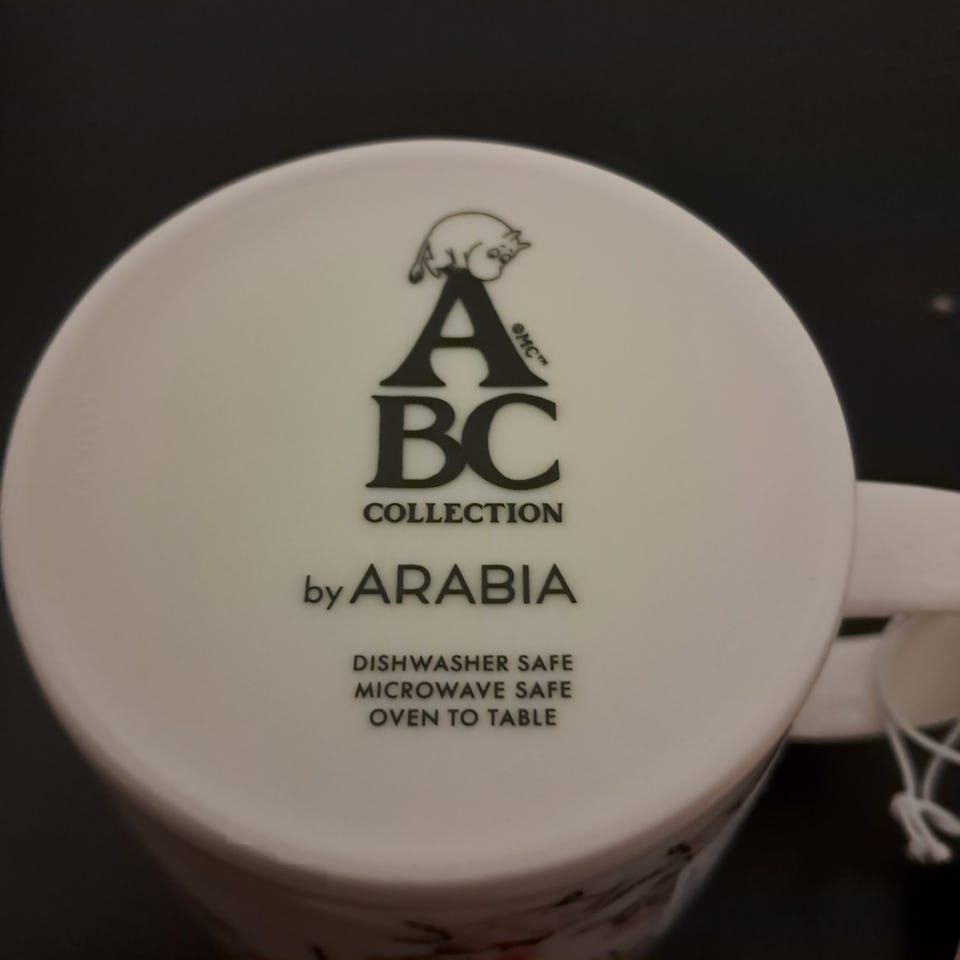 A
©MC™
BC
COLLECTION
by ARABIA
DISHWASHER SAFE
MICROWAVE SAFE
OVEN TO TABLE